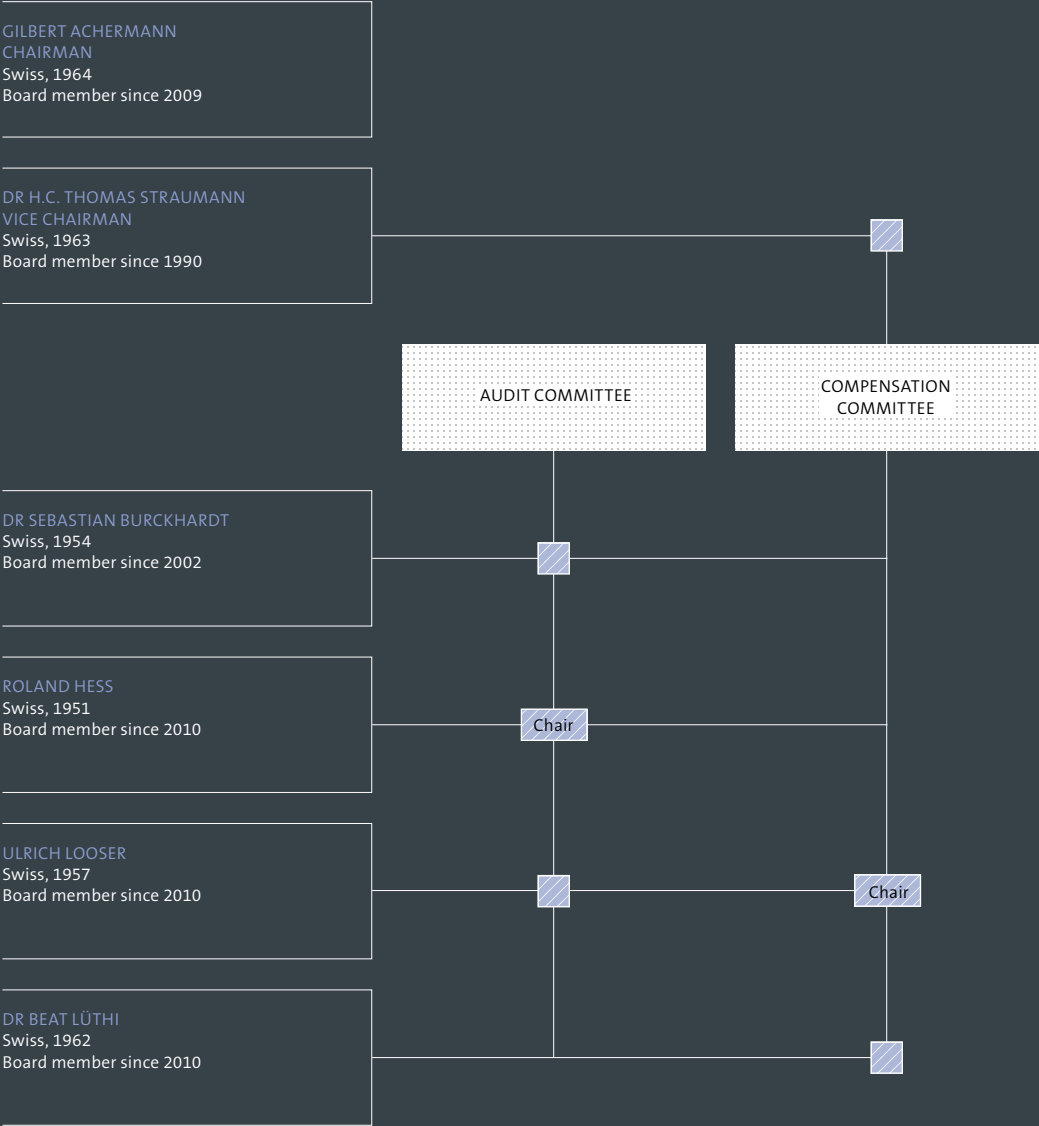 GILBERT ACHERMANN
CHAIRMAN
Swiss, 1964
Board member since 2009
DR H.C. THOMAS STRAUMANN
VICE CHAIRMAN
Swiss, 1963
Board member since 1990
AUDIT COMMITTEE
COMPENSATION
COMMITTEE
DR SEBASTIAN BURCKHARDT
Swiss, 1954
Board member since 2002
ROLAND HESS
Swiss, 1951
Board member since 2010
Chair
ULRICH LOOSER
Swiss, 1957
Board member since 2010
Chair
DR BEAT LÜTHI
Swiss, 1962
Board member since 2010